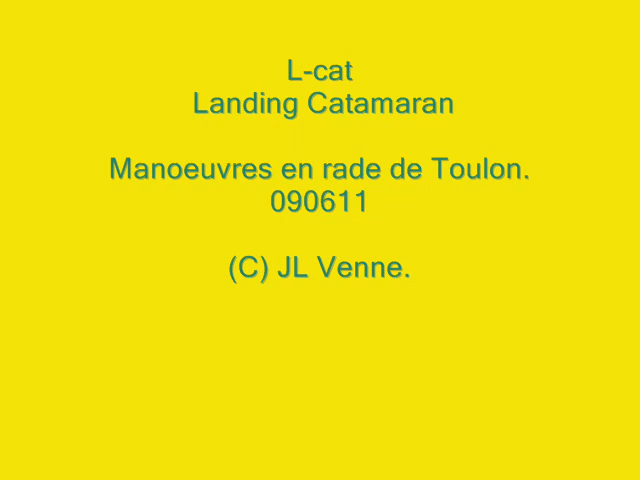 L-cat
Landing Catamaran
Manoeuvres en rade de Toulon.
090611
(C) JL Venne.